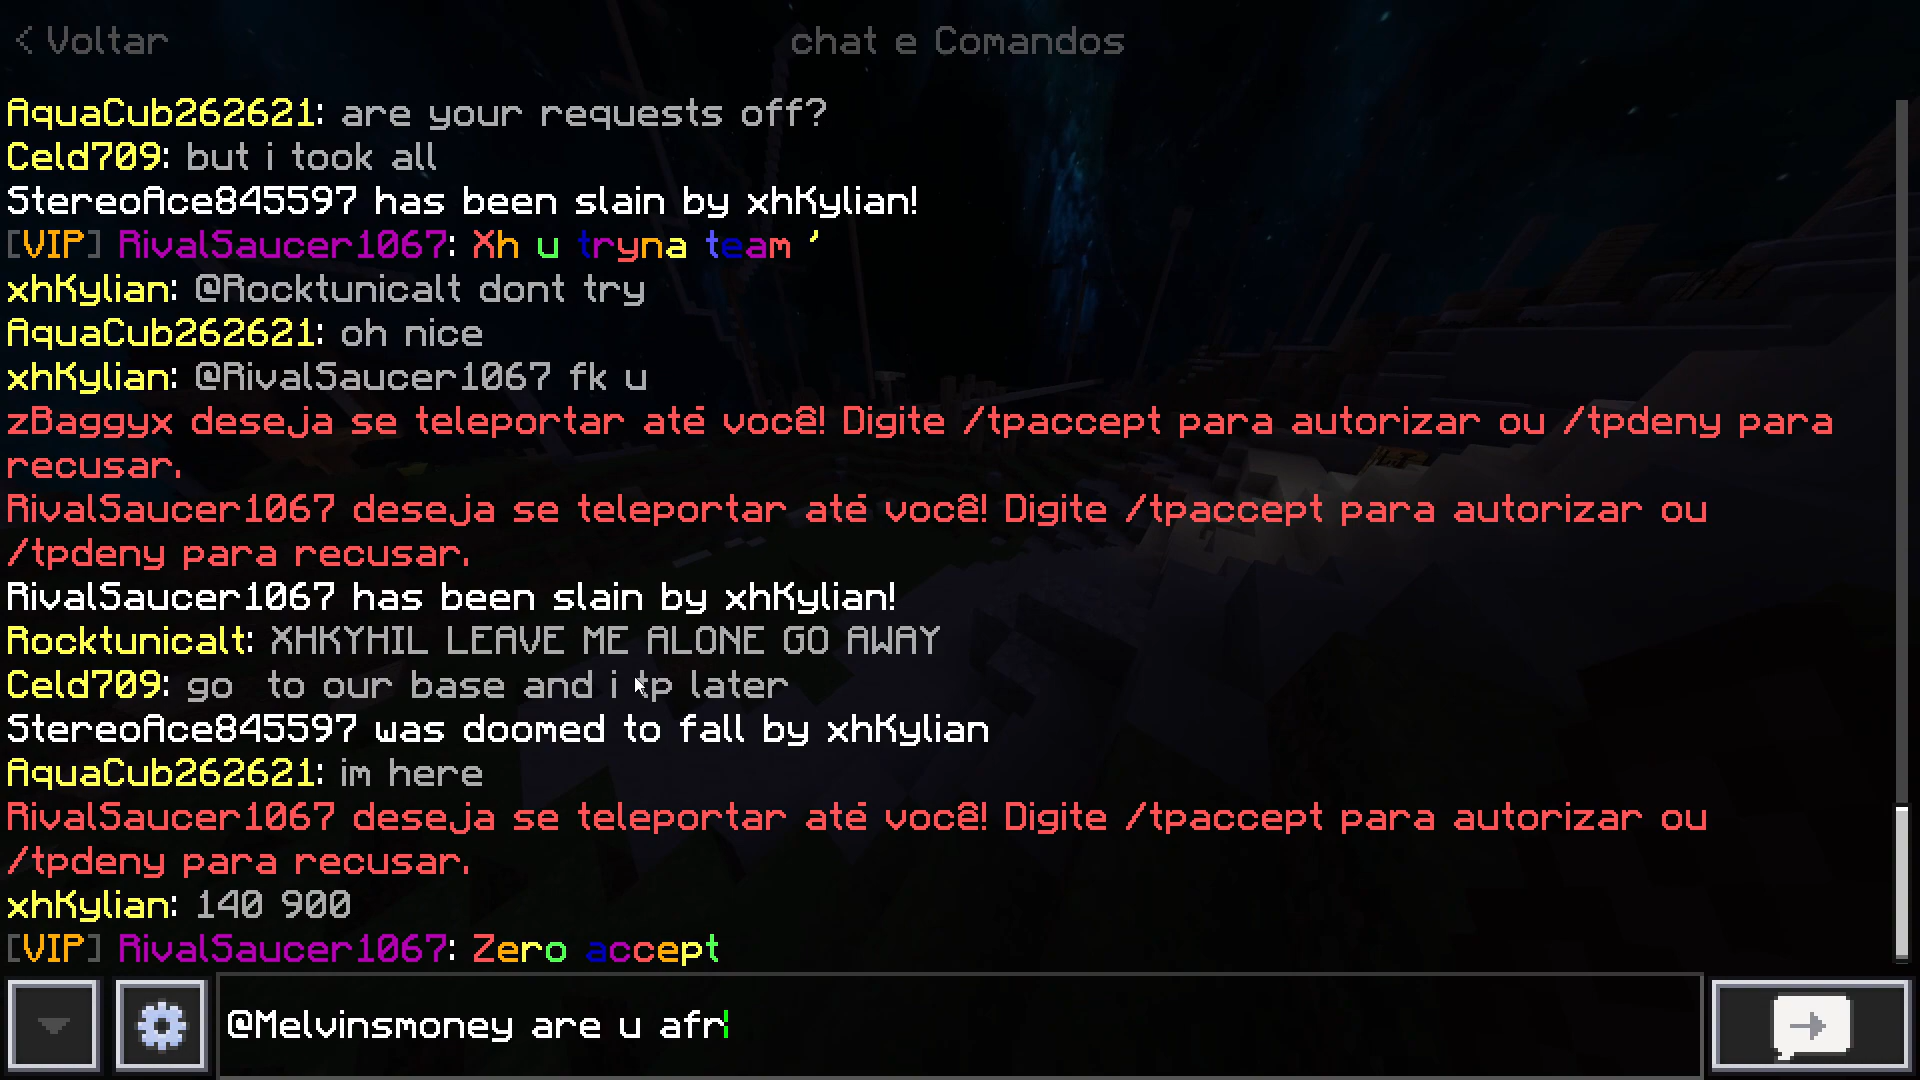 < Voltar
chat e Comandos
AquaCub262621: are your requests off?
Celd709: but i took all
StereoAce845597 has been slain by xhKylian!
[VIP] RivalSaucer1067: Xh u tryna team '
xhKylian: @Rocktunicalt dont try
AquaCub262621: oh nice
xhKylian: @RivalSaucer1067 fk u
zBaggyx deseja se teleportar até você! Digite /tpaccept para autorizar ou /tpdeny para
recusar.
RivalSaucer1067 deseja se teleportar até você! Digite /tpaccept para autorizar ou
/tpdeny para recusar.
RivalSaucer1067 has been slain by xhKylian!
Rocktunicalt: XHKYHIL LEAVE ME ALONE GO AWAY
Celd709: go  to our base and i tp later
StereoAce845597 was doomed to fall by xhKylian
AquaCub262621: im here
RivalSaucer1067 deseja se teleportar até você! Digite /tpaccept para autorizar ou
/tpdeny para recusar.
xhKylian: 140 900
[VIP] RivalSaucer1067: Zero accept
@Melvinsmoney are u afr